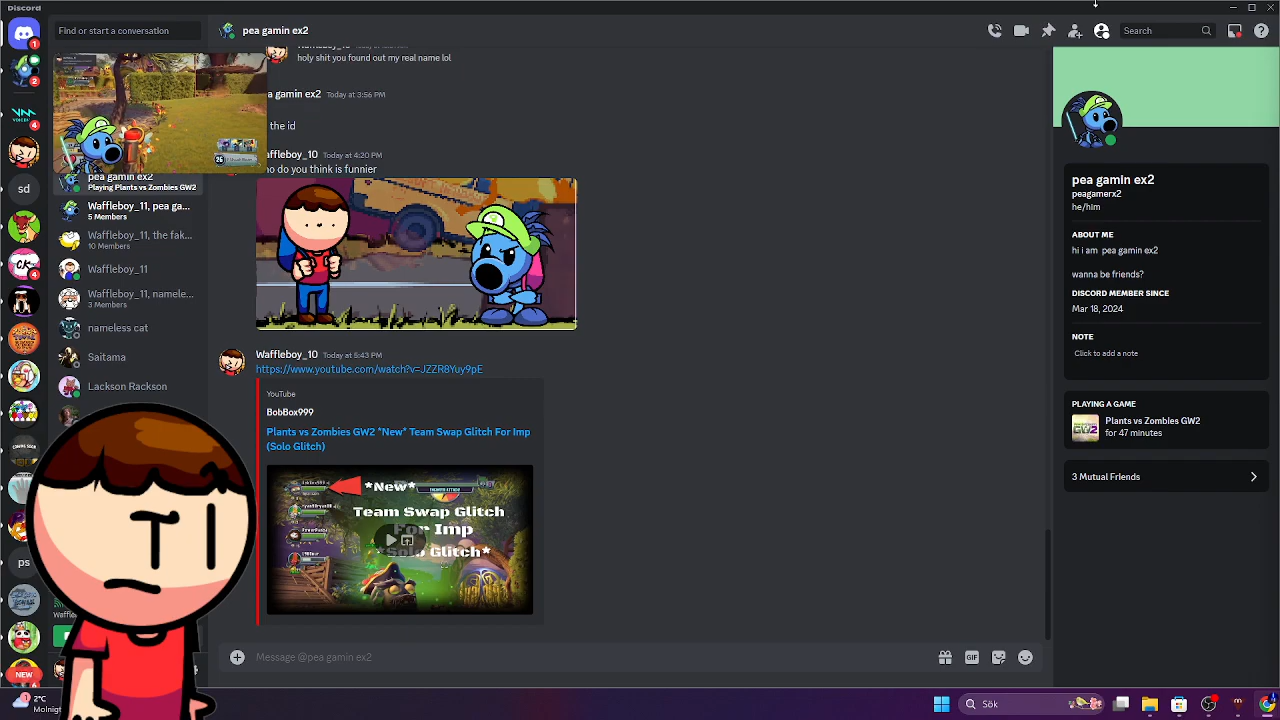 Discord
Find or start a conversation
pea gamin ex2
Search
holy shit you found out my real name lol
a gamin ex2 Today at 3:56 PM
the id
affleboy_10 Today at 4:20 PM
o do you think is funnier
pea gamin ex2
Playing Plants vs Zombies GW2
Waffleboy_11, pea ga...
5 Members
Waffleboy_11, the fak...
10 Members
Waffleboy_11
Waffleboy_11, namele...
3 Members
nameless cat
Saitama
Lackson Rackson
sd
ps
NEW
Waffleboy_10 Today at 5:43 PM
https://www.youtube.com/watch?v=JZZR8Yuy9pE
YouTube
BobBox999
Plants vs Zombies GW2 *New* Team Swap Glitch For Imp
(Solo Glitch)
*New*
Team Swap Glitch
For Imp
*Solo Glitch*
Message @pea gamin ex2
GIF
pea gamin ex2
peagamerx2
he/him
ABOUT ME
hi i am pea gamin ex2
wanna be friends?
DISCORD MEMBER SINCE
Mar 18, 2024
NOTE
Click to add a note
PLAYING A GAME
Plants vs Zombies GW2
for 47 minutes
3 Mutual Friends
2°C
Molnigt
Sök